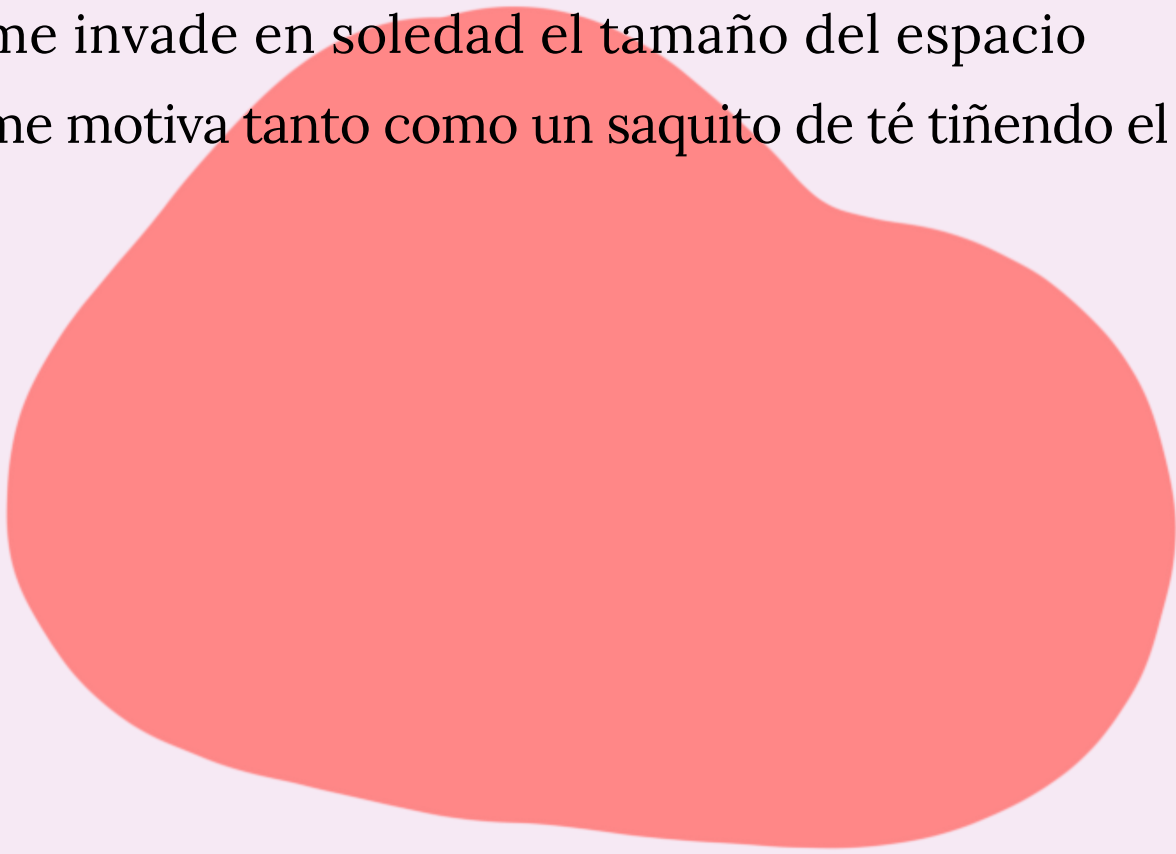 me invade en soledad el tamaño del espacio
me motiva tanto como un saquito de té tiñendo el